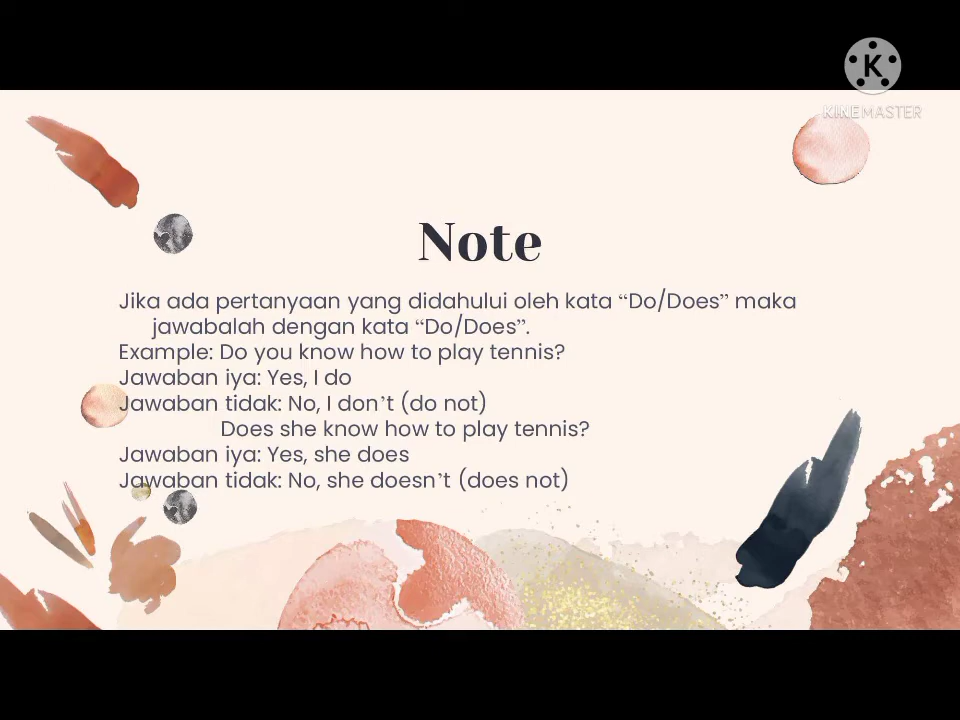 K
KINEMASTER
Note
Jika ada pertanyaan yang didahului oleh kata “Do/Does” maka
jawabalah dengan kata “Do/Does”.
Example: Do you know how to play tennis?
Jawaban iya: Yes, I do
Jawaban tidak: No, I don’t (do not)
Does she know how to play tennis?
Jawaban iya: Yes, she does
Jawaban tidak: No, she doesn’t (does not)